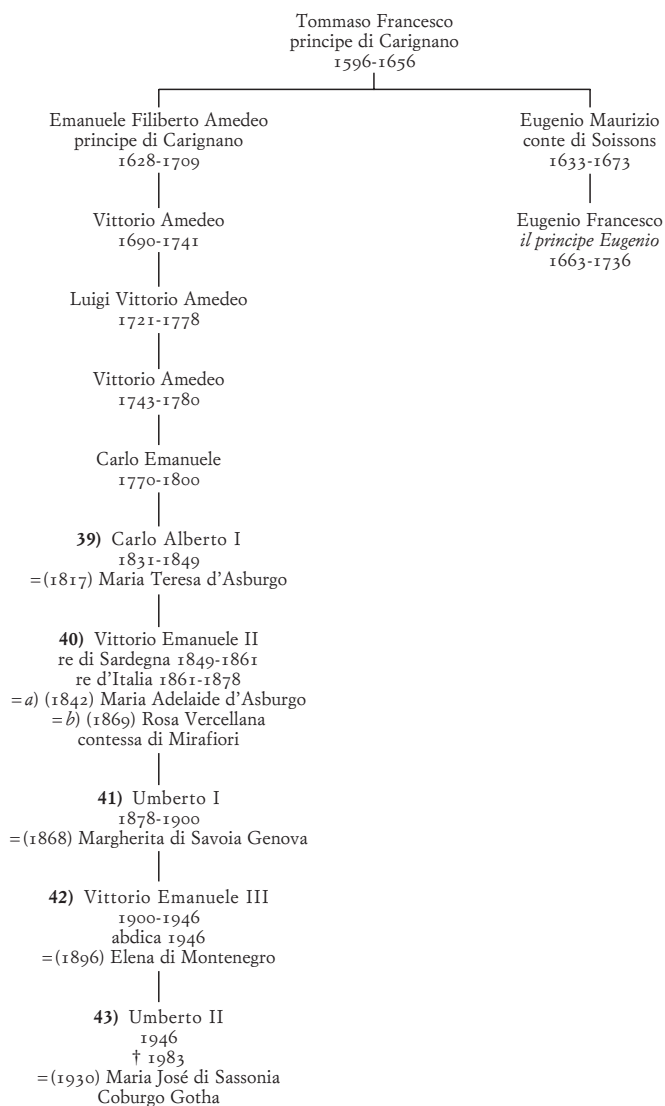 Tommaso Francesco
principe di Carignano
1596-1656
Emanuele Filiberto Amedeo
principe di Carignano
1628-1709
Eugenio Maurizio
conte di Soissons
1633-1673
Vittorio Amedeo
1690-1741
Eugenio Francesco
il principe Eugenio
1663-1736
Luigi Vittorio Amedeo
1721-1778
Vittorio Amedeo
1743-1780
Carlo Emanuele
1770-1800
39) Carlo Alberto I
1831-1849
=(1817) Maria Teresa d'Asburgo
40) Vittorio Emanuele II
re di Sardegna 1849-1861
re d'Italia 1861-1878
=a) (1842) Maria Adelaide d'Asburgo
=b) (1869) Rosa Vercellana
contessa di Mirafiori
41) Umberto I
1878-1900
=(1868) Margherita di Savoia Genova
42) Vittorio Emanuele III
1900-1946
abdica 1946
=(1896) Elena di Montenegro
43) Umberto II
1946
† 1983
=(1930) Maria José di Sassonia
Coburgo Gotha